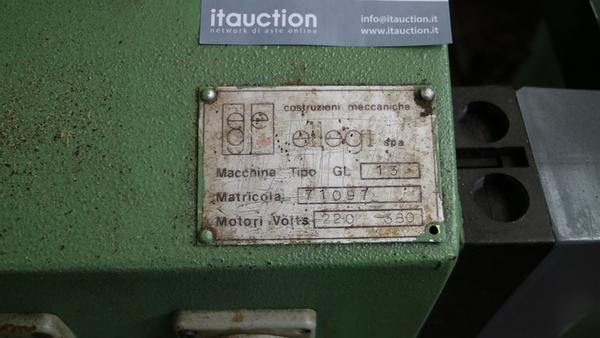 itauction
network di aste online
info@itauction.it
www.itauction.it
costruzioni meccaniche
ellegi spa
Macchina Tipo GL 13
Matricola 71097
Motori Volts 220 380